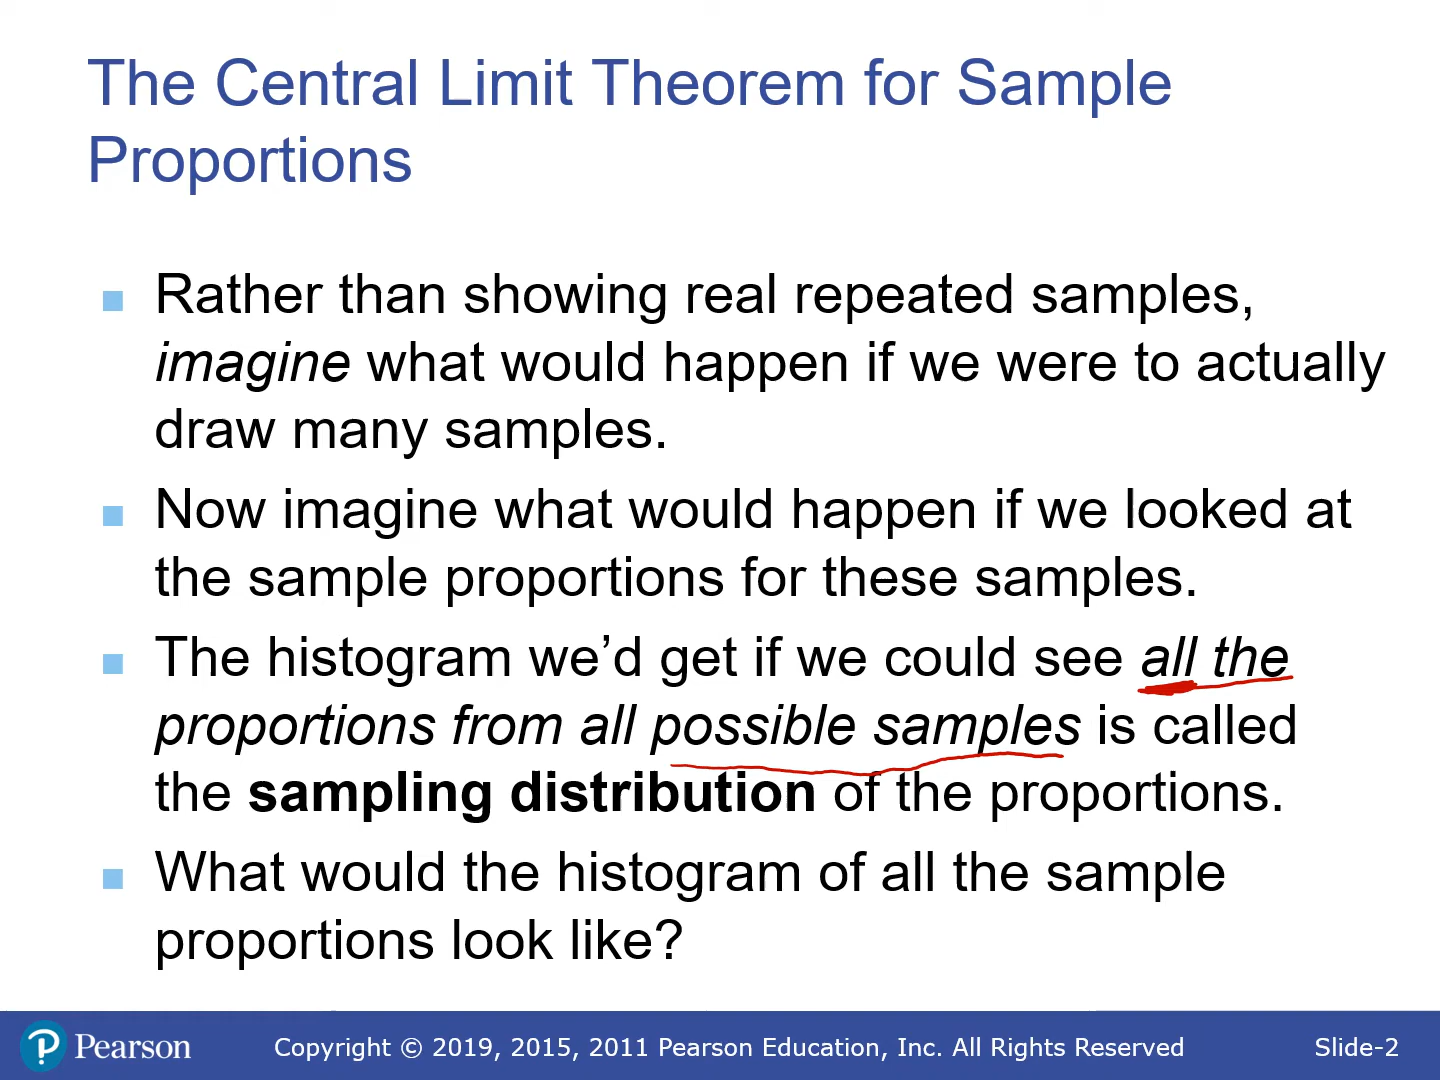 The Central Limit Theorem for Sample
Proportions
Rather than showing real repeated samples,
imagine what would happen if we were to actually
draw many samples.
Now imagine what would happen if we looked at
the sample proportions for these samples.
The histogram we’d get if we could see all the
proportions from all possible samples is called
the sampling distribution of the proportions.
What would the histogram of all the sample
proportions look like?
Pearson Copyright © 2019, 2015, 2011 Pearson Education, Inc. All Rights Reserved Slide-2